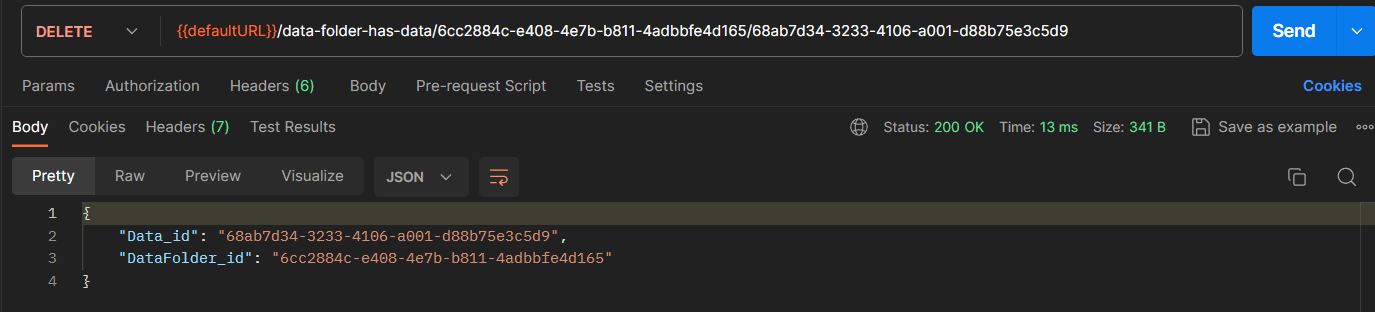 DELETE {{defaultURL}}/data-folder-has-data/6cc2884c-e408-4e7b-b811-4adbbfe4d165/68ab7d34-3233-4106-a001-d88b75e3c5d9 Send
Params Authorization Headers (6) Body Pre-request Script Tests Settings Cookies
Body Cookies Headers (7) Test Results Status: 200 OK Time: 13 ms Size: 341 B Save as example
Pretty Raw Preview Visualize JSON
1 {
2 "Data_id": "68ab7d34-3233-4106-a001-d88b75e3c5d9",
3 "DataFolder_id": "6cc2884c-e408-4e7b-b811-4adbbfe4d165"
4 }